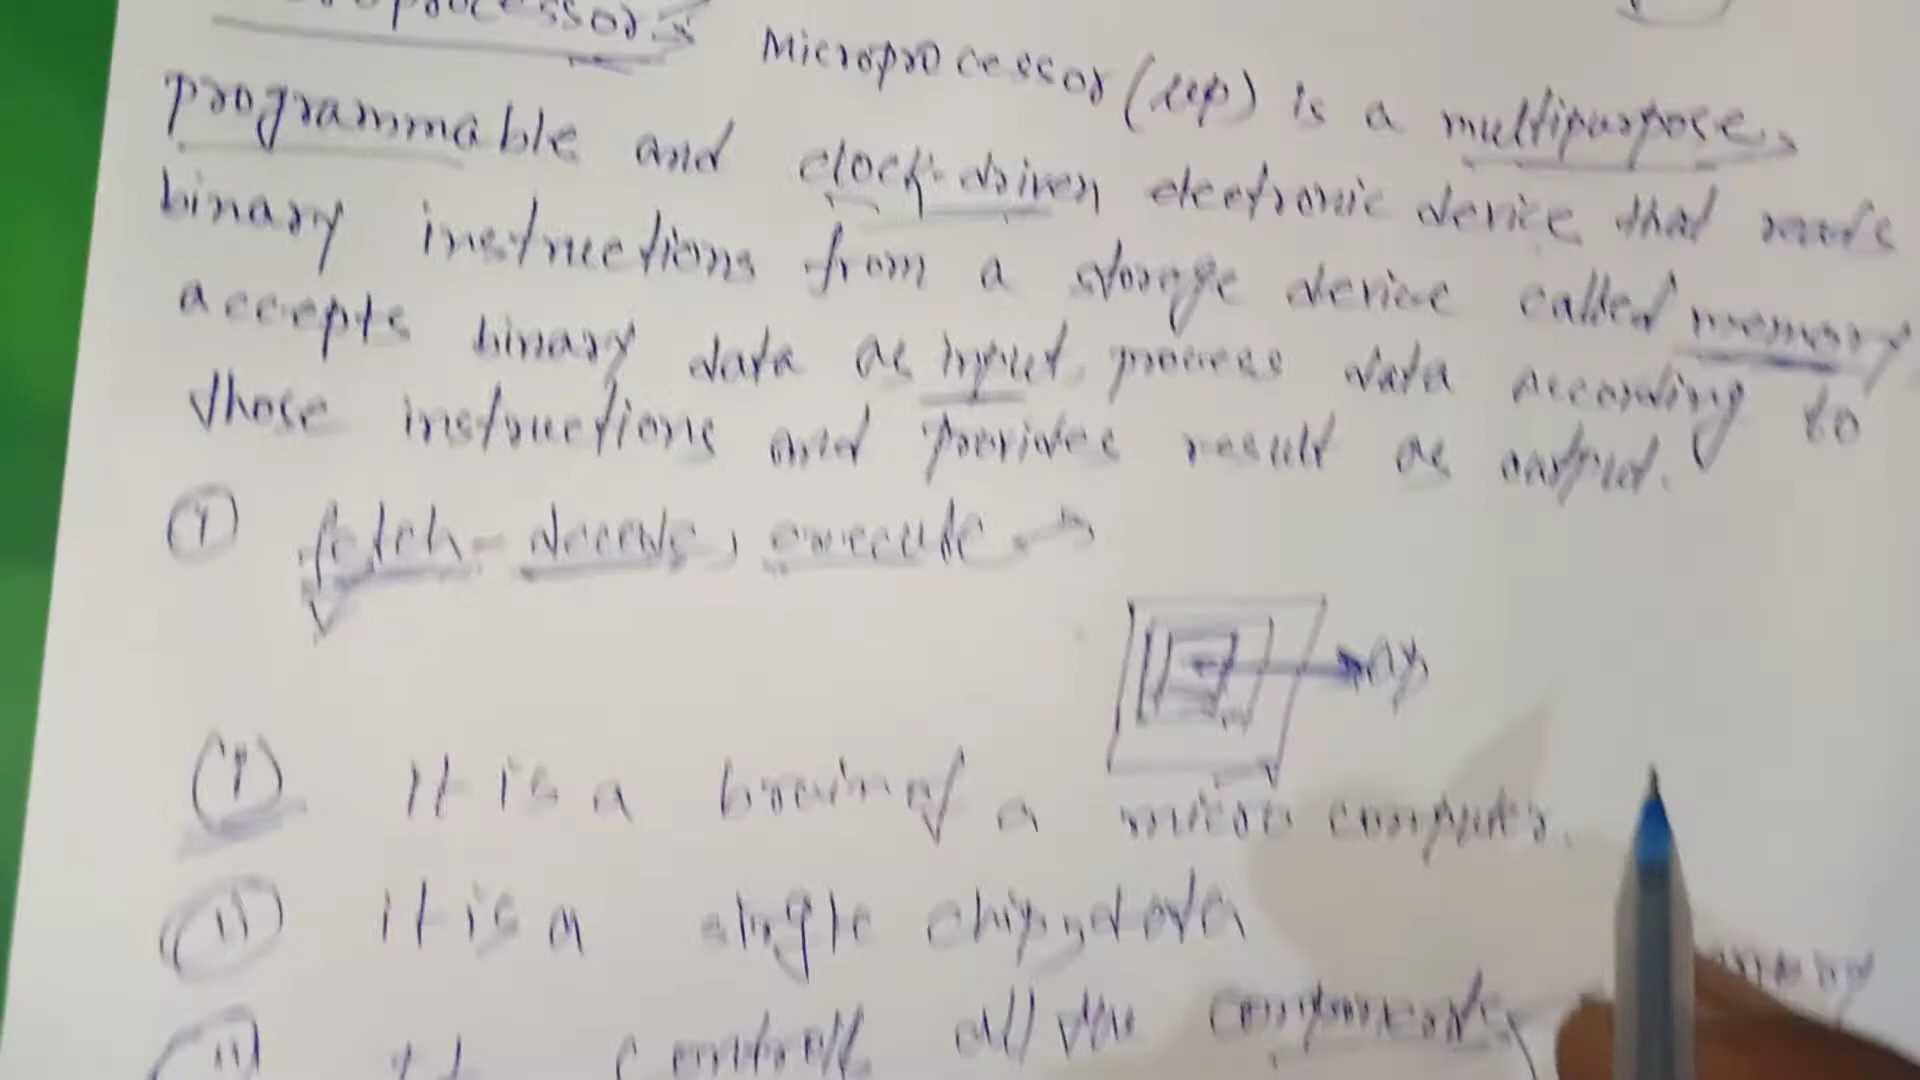 Microprocessor (μp) is a multipurpose,
programmable and clock-driven electronic device that reads
binary instructions from a storage device called memory
accepts binary data as input, process data according to
those instructions and provides result as output.
(I) fetch - decode, execute →
μp
(I) It is a brain of a micro computer.
(II) it is a single chip
(III) It controll all the components